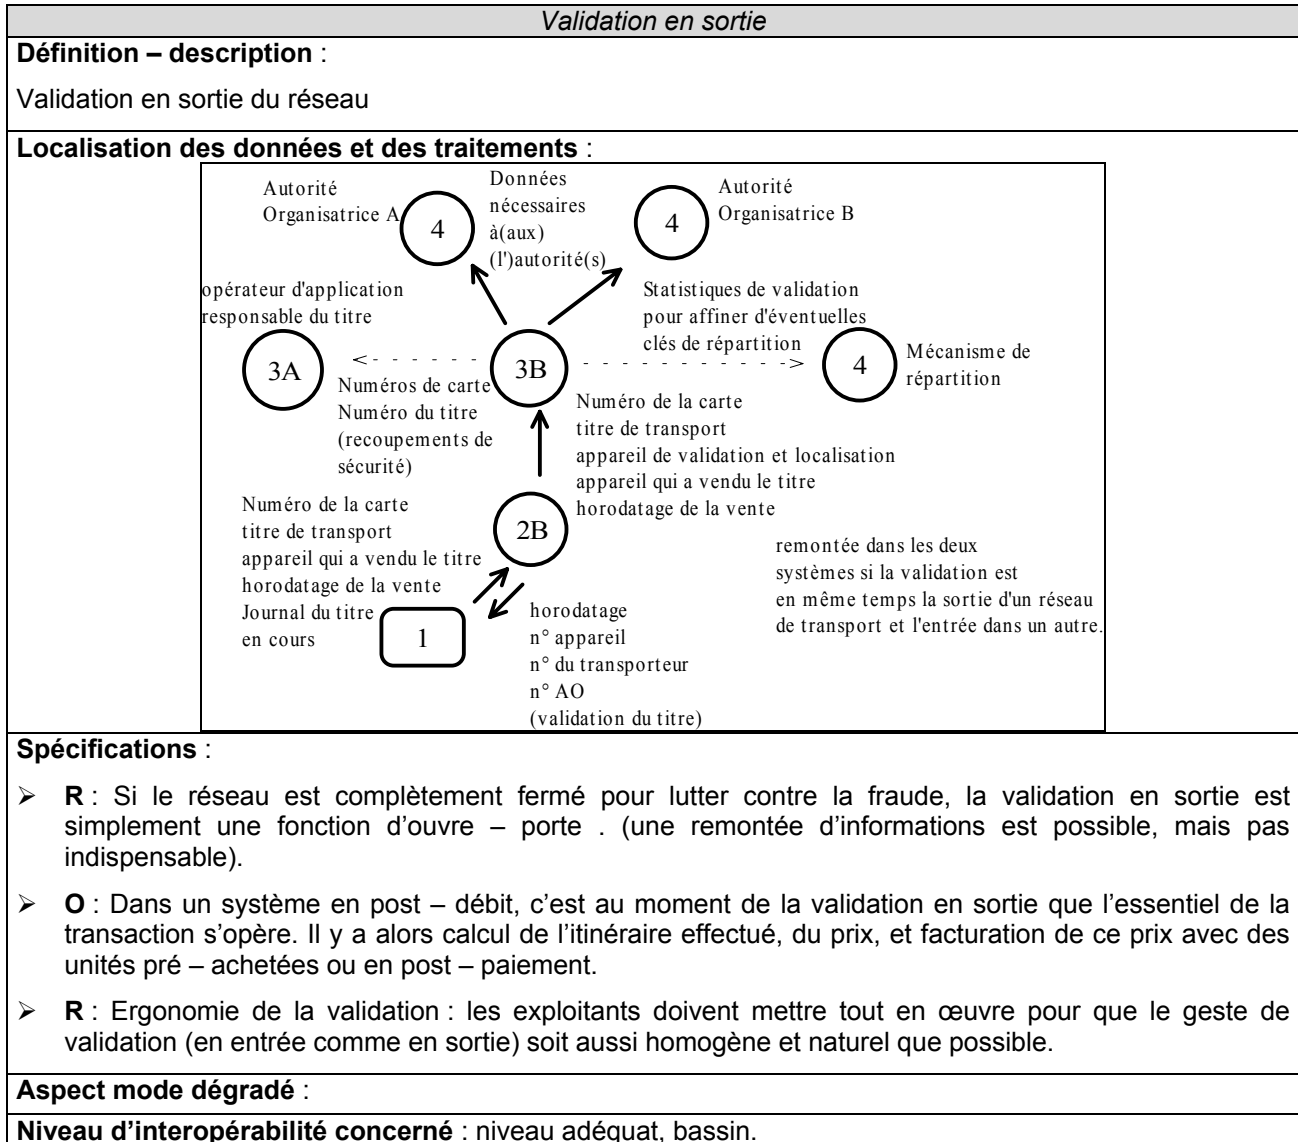 Validation en sortie
Définition – description :
Validation en sortie du réseau
Localisation des données et des traitements :
Autorité
Organisatrice A
4
Données
nécessaires
à(aux)
(l')autorité(s)
4
Autorité
Organisatrice B
opérateur d'application
responsable du titre
3A
Numéros de carte
Numéro du titre
(recoupements de
sécurité)
3B
Statistiques de validation
pour affiner d'éventuelles
clés de répartition
4
Mécanisme de
répartition
Numéro de la carte
titre de transport
appareil de validation et localisation
appareil qui a vendu le titre
horodatage de la vente
Numéro de la carte
titre de transport
appareil qui a vendu le titre
horodatage de la vente
Journal du titre
en cours
2B
1
horodatage
n° appareil
n° du transporteur
n° AO
(validation du titre)
remontée dans les deux
systèmes si la validation est
en même temps la sortie d'un réseau
de transport et l'entrée dans un autre.
Spécifications :
➢ R : Si le réseau est complètement fermé pour lutter contre la fraude, la validation en sortie est
simplement une fonction d’ouvre – porte . (une remontée d’informations est possible, mais pas
indispensable).
➢ O : Dans un système en post – débit, c’est au moment de la validation en sortie que l’essentiel de la
transaction s’opère. Il y a alors calcul de l’itinéraire effectué, du prix, et facturation de ce prix avec des
unités pré – achetées ou en post – paiement.
➢ R : Ergonomie de la validation : les exploitants doivent mettre tout en œuvre pour que le geste de
validation (en entrée comme en sortie) soit aussi homogène et naturel que possible.
Aspect mode dégradé :
Niveau d’interopérabilité concerné : niveau adéquat, bassin.